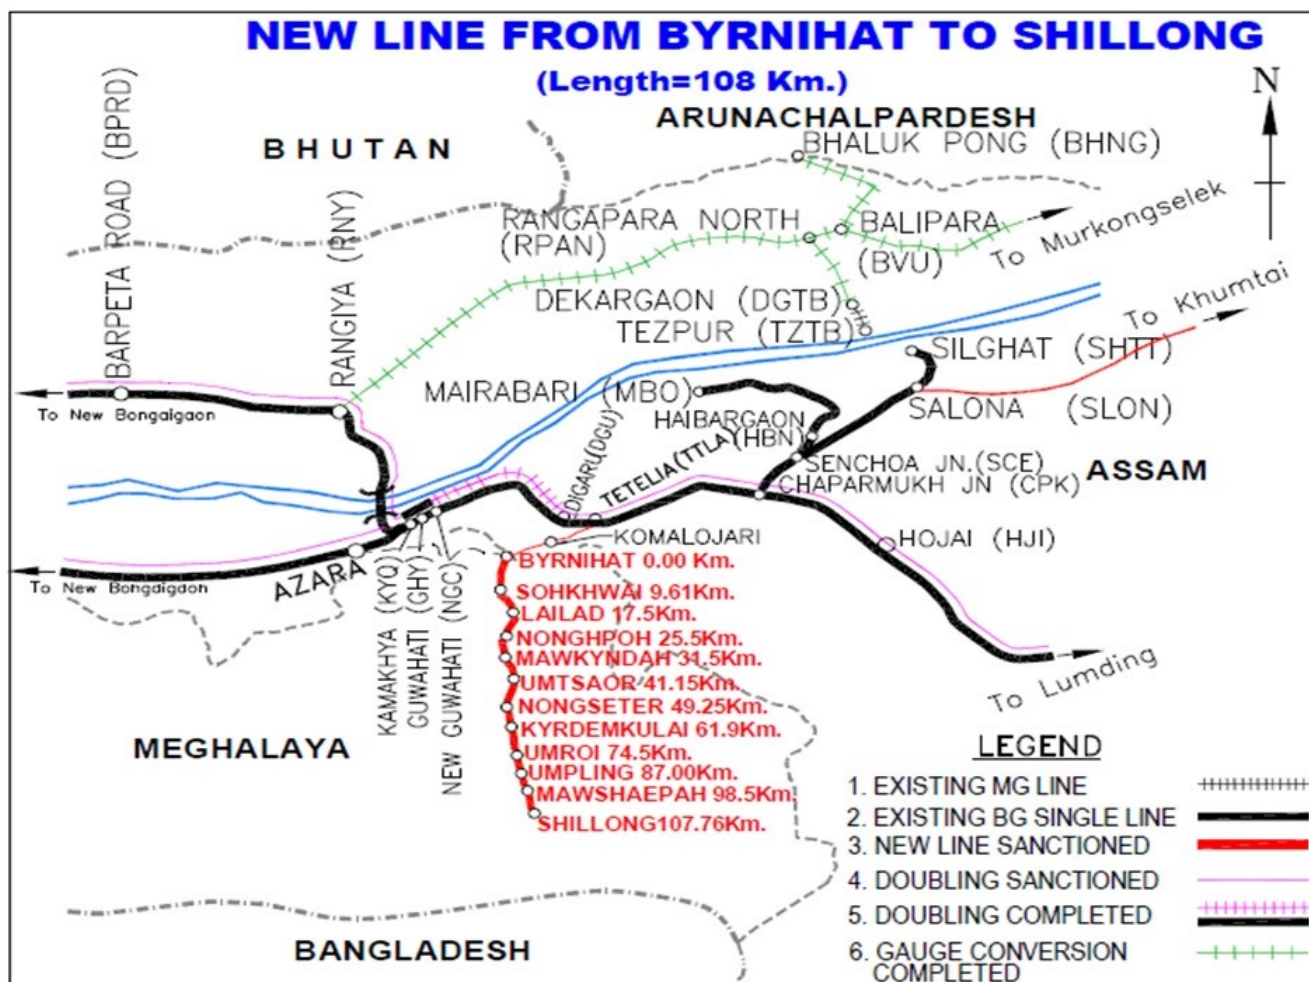 NEW LINE FROM BYRNIHAT TO SHILLONG
(Length=108 Km.)
N
ARUNACHALPARDESH
BHUTAN
BARPETA ROAD (BPRD)
RANGIYA (RNY)
BHALUK PONG (BHNG)
RANGAPARA NORTH
(RPAN)
BALIPARA
(BVU)
To Murkongselek
DEKARGAON (DGTB)
TEZPUR (TZTB)
To Khumtai
SILGHAT (SHTT)
MAIRABARI (MBO)
SALONA (SLON)
To New Bongaigaon
HAIBARGAON
(HBN)
DIGARU(DGU)
TETELIA(TTLA)
SENCHOA JN.(SCE)
CHAPARMUKH JN (CPK)
ASSAM
HOJAI (HJI)
KOMALOJARI
AZARA
To New Bongdigdon
KAMAKHYA (KYQ)
GUWAHATI (GHY)
NEW GUWAHATI (NGC)
BYRNIHAT 0.00 Km.
SOHKHWAI 9.61Km.
LAILAD 17.5Km.
NONGHPOH 25.5Km.
MAWKYNDAH 31.5Km.
UMTSAOR 41.15Km.
NONGSETER 49.25Km.
KYRDEMKULAI 61.9Km.
UMROI 74.5Km.
UMPLING 87.00Km.
MAWSHAEPAH 98.5Km.
SHILLONG107.76Km.
To Lumding
MEGHALAYA
BANGLADESH
LEGEND
1. EXISTING MG LINE
2. EXISTING BG SINGLE LINE
3. NEW LINE SANCTIONED
4. DOUBLING SANCTIONED
5. DOUBLING COMPLETED
6. GAUGE CONVERSION
COMPLETED